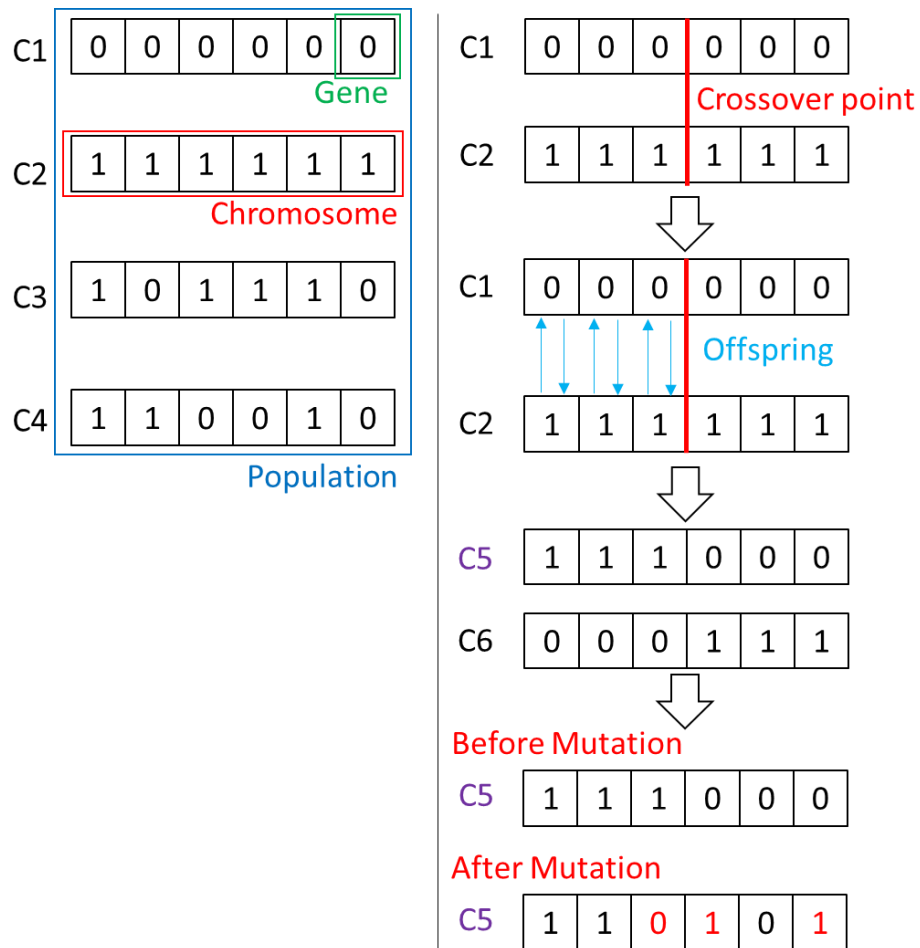 C1 0 0 0 0 0 0
Gene
C2 1 1 1 1 1 1
Chromosome
C3 1 0 1 1 1 0
C4 1 1 0 0 1 0
Population
C1 0 0 0 0 0 0
Crossover point
C2 1 1 1 1 1 1
C1 0 0 0 0 0 0
Offspring
C2 1 1 1 1 1 1
C5 1 1 1 0 0 0
C6 0 0 0 1 1 1
Before Mutation
C5 1 1 1 0 0 0
After Mutation
C5 1 1 0 1 0 1